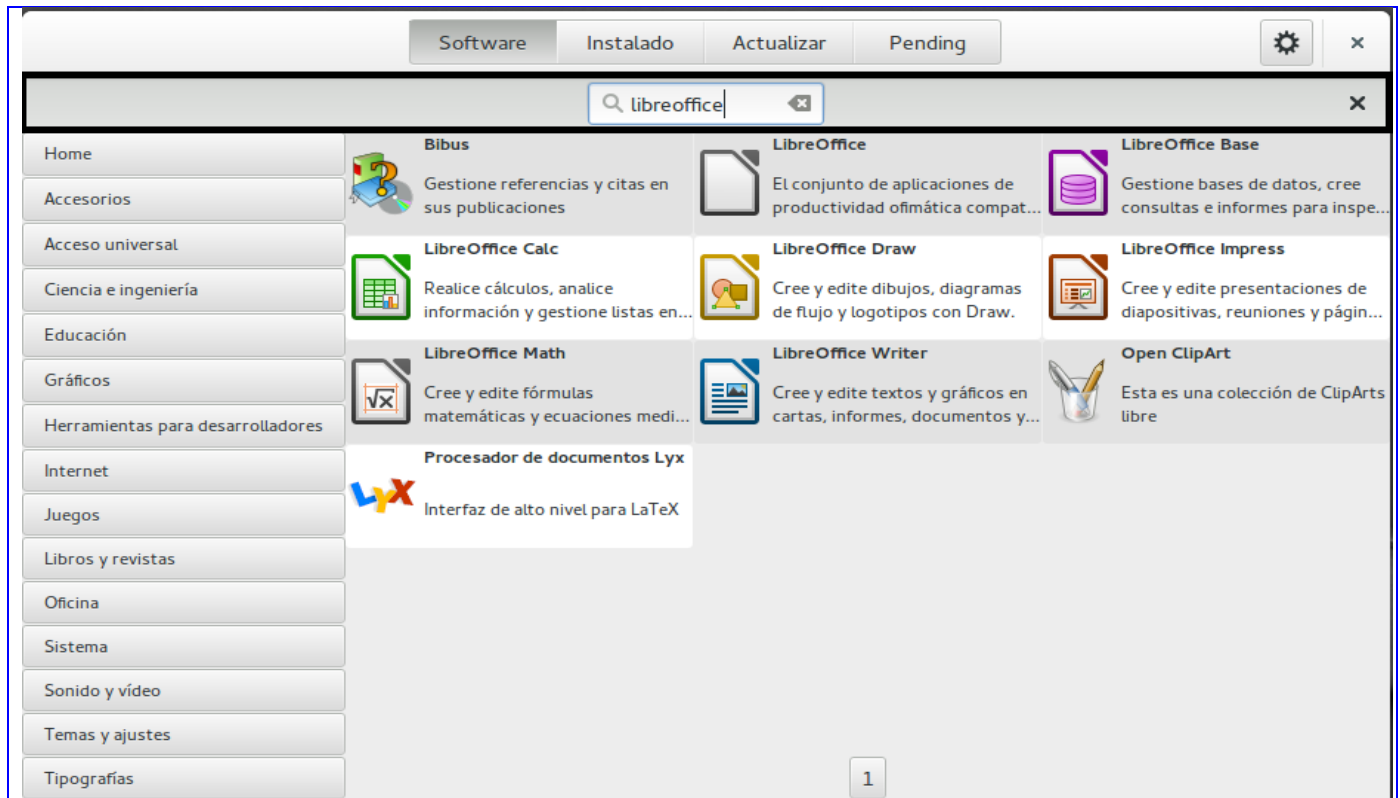 Software Instalado Actualizar Pending
libreoffice
Home
Accesorios
Acceso universal
Ciencia e ingeniería
Educación
Gráficos
Herramientas para desarrolladores
Internet
Juegos
Libros y revistas
Oficina
Sistema
Sonido y vídeo
Temas y ajustes
Tipografías
Bibus
Gestione referencias y citas en
sus publicaciones
LibreOffice
El conjunto de aplicaciones de
productividad ofimática compat...
LibreOffice Base
Gestione bases de datos, cree
consultas e informes para inspe...
LibreOffice Calc
Realice cálculos, analice
información y gestione listas en...
LibreOffice Draw
Cree y edite dibujos, diagramas
de flujo y logotipos con Draw.
LibreOffice Impress
Cree y edite presentaciones de
diapositivas, reuniones y págin...
LibreOffice Math
Cree y edite fórmulas
matemáticas y ecuaciones medi...
LibreOffice Writer
Cree y edite textos y gráficos en
cartas, informes, documentos y...
Open ClipArt
Esta es una colección de ClipArts
libre
Procesador de documentos Lyx
LyX
Interfaz de alto nivel para LaTeX
1